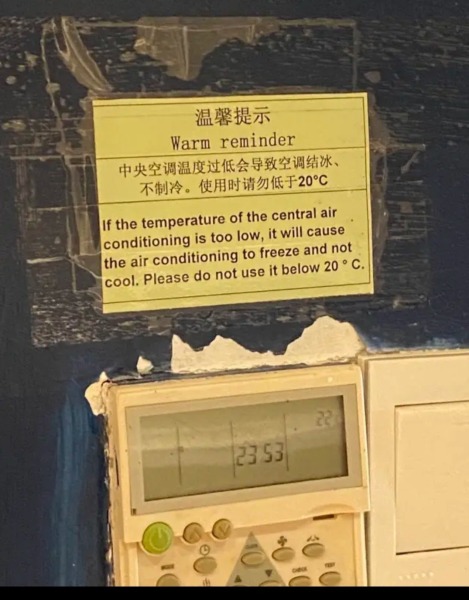 温馨提示
Warm reminder
中央空调温度过低会导致空调结冰、
不制冷。使用时请勿低于20°C
If the temperature of the central air
conditioning is too low, it will cause
the air conditioning to freeze and not
cool. Please do not use it below 20 ° C.
22
23 53
MODE
CHECK TEST